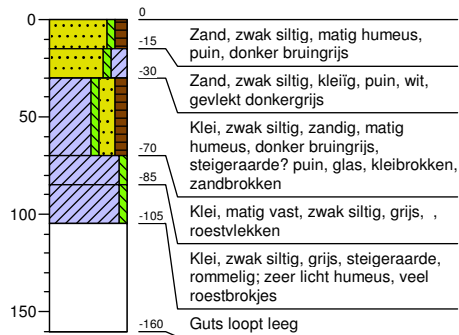 0
0
Zand, zwak siltig, matig humeus,
puin, donker bruingrijs
-15
Zand, zwak siltig, kleiïg, puin, wit,
gevlekt donkergrijs
-30
50
Klei, zwak siltig, zandig, matig
humeus, donker bruingrijs,
steigeraarde? puin, glas, kleibrokken,
zandbrokken
-70
Klei, matig vast, zwak siltig, grijs, ,
roestvlekken
-85
100
-105
Klei, zwak siltig, grijs, steigeraarde,
rommelig; zeer licht humeus, veel
roestbrokjes
150
-160
Guts loopt leeg